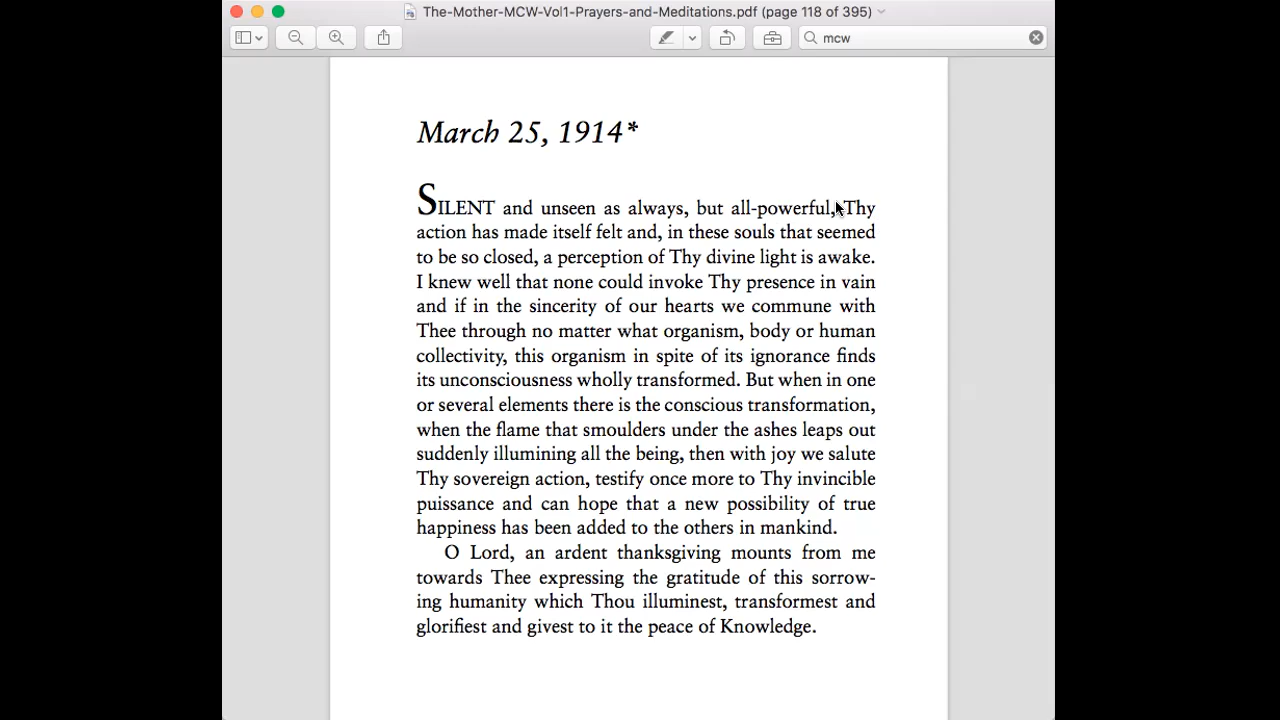 The-Mother-MCW-Vol1-Prayers-and-Meditations.pdf (page 118 of 395)
mcw
March 25, 1914*
SILENT and unseen as always, but all-powerful, Thy
action has made itself felt and, in these souls that seemed
to be so closed, a perception of Thy divine light is awake.
I knew well that none could invoke Thy presence in vain
and if in the sincerity of our hearts we commune with
Thee through no matter what organism, body or human
collectivity, this organism in spite of its ignorance finds
its unconsciousness wholly transformed. But when in one
or several elements there is the conscious transformation,
when the flame that smoulders under the ashes leaps out
suddenly illumining all the being, then with joy we salute
Thy sovereign action, testify once more to Thy invincible
puissance and can hope that a new possibility of true
happiness has been added to the others in mankind.
O Lord, an ardent thanksgiving mounts from me
towards Thee expressing the gratitude of this sorrow-
ing humanity which Thou illuminest, transformest and
glorifiest and givest to it the peace of Knowledge.